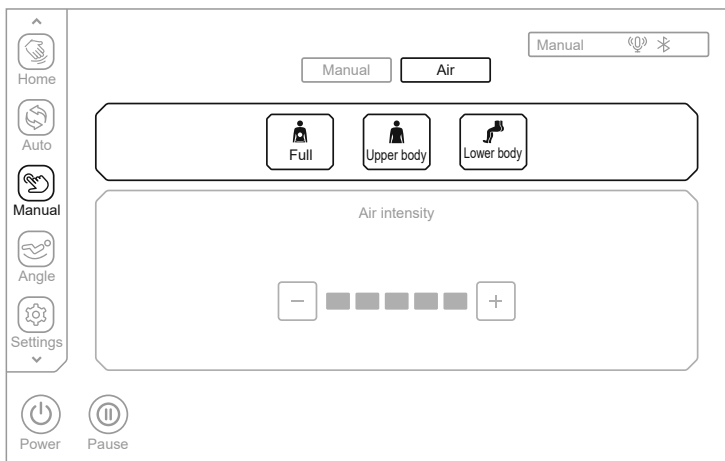 Home
Auto
Manual
Angle
Settings
Power
Pause
Manual
Air
Manual
Full
Upper body
Lower body
Air intensity